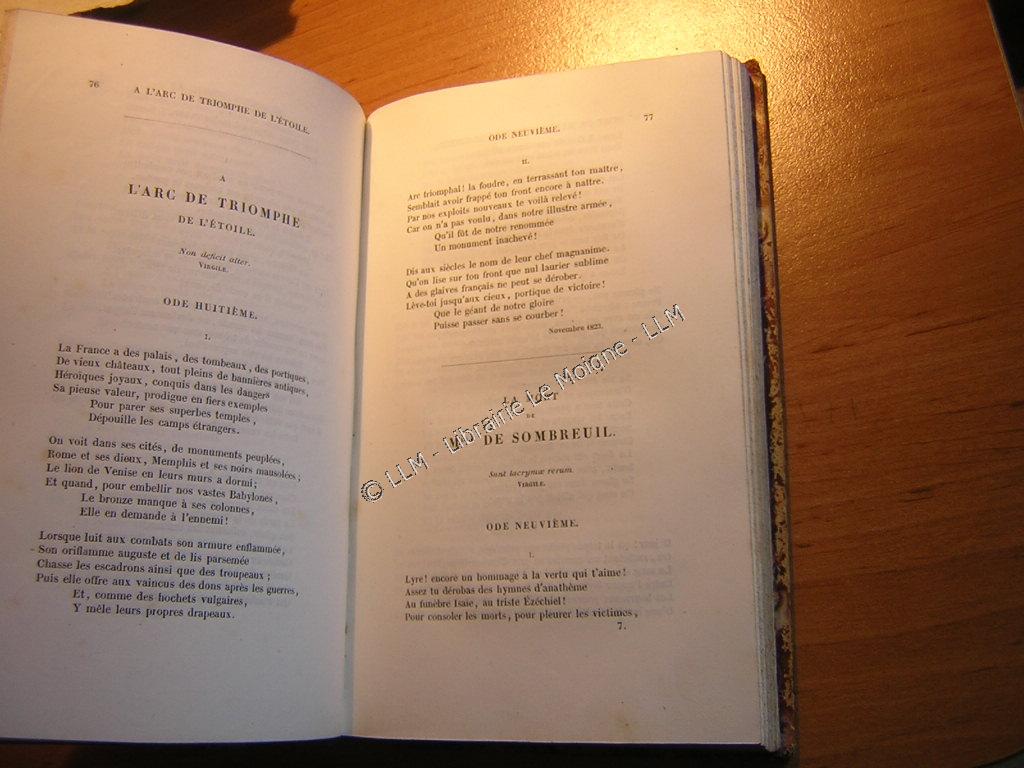 76
A L'ARC DE TRIOMPHE DE L'ÉTOILE.
A
L'ARC DE TRIOMPHE
DE L'ÉTOILE.
Non deficit alter.
VIRGILE.
ODE HUITIÈME.
I.
La France a des palais, des tombeaux, des portiques,
De vieux châteaux, tout pleins de bannières antiques,
Héroïques joyaux, conquis dans les dangers
Sa pieuse valeur, prodigue en fiers exemples
Pour parer ses superbes temples,
Dépouille les camps étrangers.
On voit dans ses cités, de monuments peuplées,
Rome et ses dieux, Memphis et ses noirs mausolées;
Le lion de Venise en leurs murs a dormi;
Et quand, pour embellir nos vastes Babylones,
Le bronze manque à ses colonnes,
Elle en demande à l'ennemi!
Lorsque luit aux combats son armure enflammée,
Son oriflamme auguste et de lis parsemée
Chasse les escadrons ainsi que des troupeaux;
Puis elle offre aux vaincus des dons après les guerres,
Et, comme des hochets vulgaires,
Y mêle leurs propres drapeaux.
ODE NEUVIÈME.
77
II.
Arc triomphal! la foudre, en terrassant ton maître,
Semblait avoir frappé ton front encore à naître.
Par nos exploits nouveaux te voilà relevé!
Car on n'a pas voulu, dans notre illustre armée,
Qu'il fût de notre renommée
Un monument inachevé!
Dis aux siècles le nom de leur chef magnanime.
Qu'on lise sur ton front que nul laurier sublime
A des glaives français ne peut se dérober.
Lève-toi jusqu'aux cieux, portique de victoire!
Que le géant de notre gloire
Puisse passer sans se courber!
Novembre 1823.
LA
DE
DE SOMBREUIL.
Sunt lacrymæ rerum.
VIRGILE.
ODE NEUVIÈME.
I.
Lyre! encore un hommage à la vertu qui t'aime!
Assez tu dérobas des hymnes d'anathème
Au funèbre Isaïe, au triste Ézéchiel!
Pour consoler les morts, pour pleurer les victimes,
7.
© LLM - Librairie Le Moigne - LLM